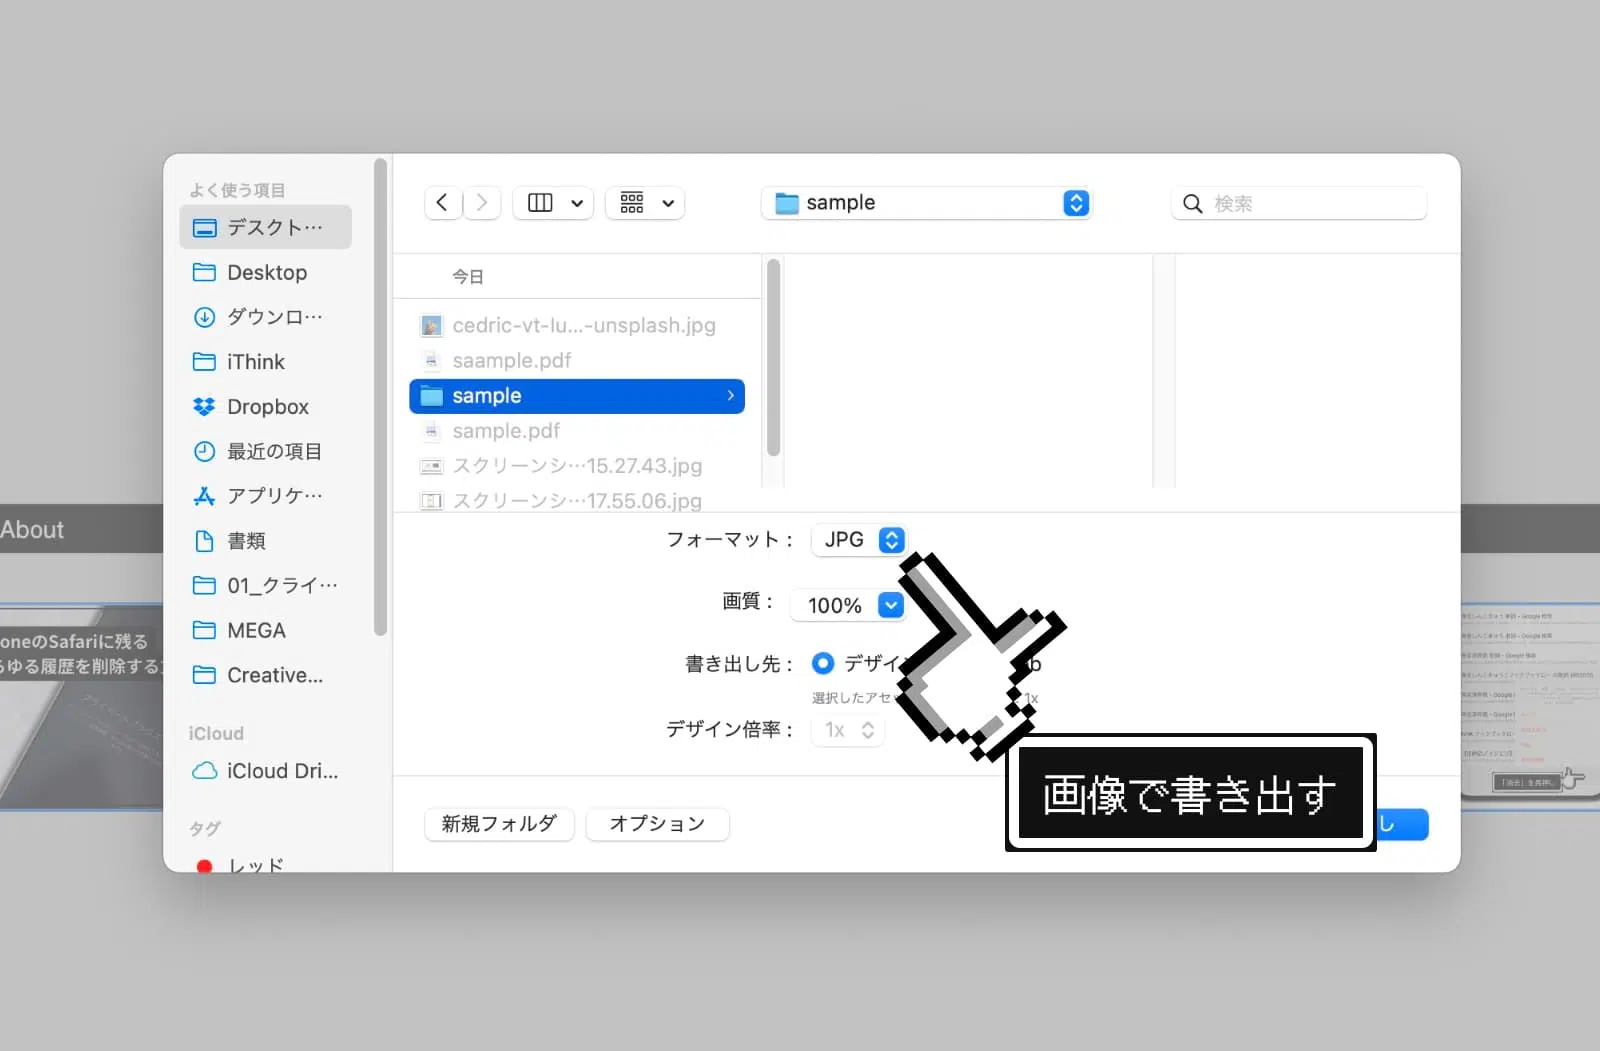 よく使う項目
デスクト…
Desktop
ダウンロ…
iThink
Dropbox
最近の項目
アプリケ…
書類
01_クライ…
MEGA
Creative…
iCloud
iCloud Dri…
タグ
レッド
sample
検索
今日
cedric-vt-lu...-unsplash.jpg
saample.pdf
sample
sample.pdf
スクリーンシ…15.27.43.jpg
スクリーンシ…17.55.06.jpg
フォーマット：
JPG
画質：
100%
書き出し先：
デザイン
b
選択したアセ
1x
デザイン倍率：
1x
新規フォルダ
オプション
し
画像で書き出す
About
oneのSafariに残る
らゆる履歴を削除する